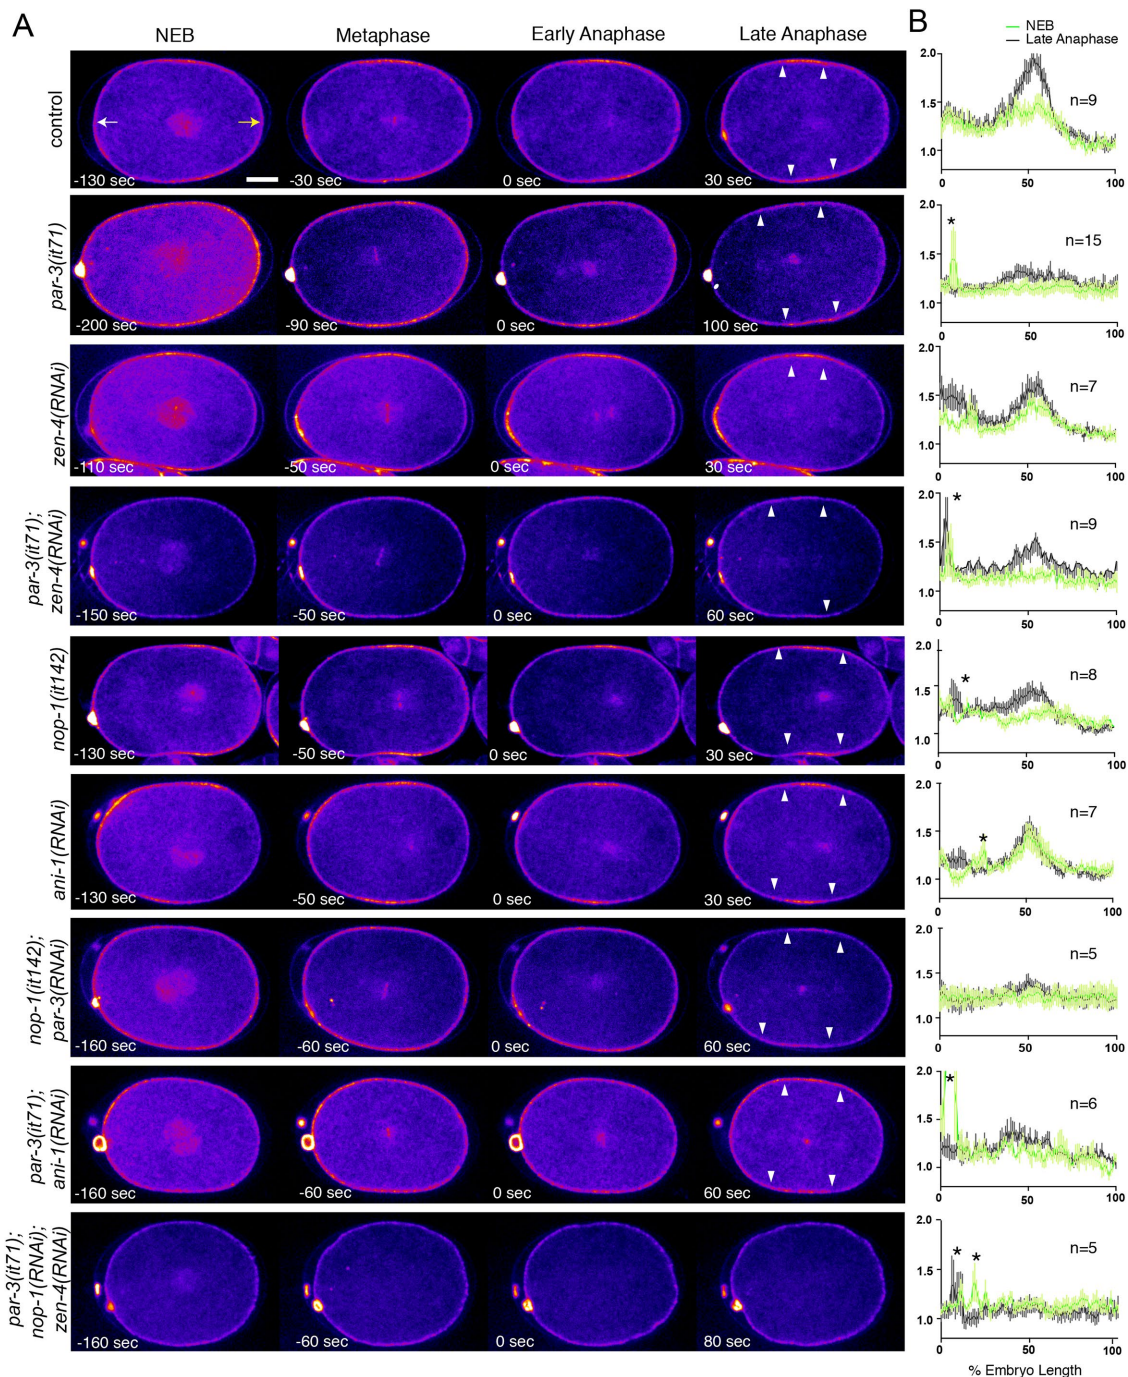 A
NEB
Metaphase
Early Anaphase
Late Anaphase
B
NEB
Late Anaphase
control
-130 sec
-30 sec
0 sec
30 sec
2.0
1.5
1.0
0
50
100
n=9
par-3(it71)
-200 sec
-90 sec
0 sec
100 sec
2.0
1.5
1.0
0
50
100
*
n=15
zen-4(RNAi)
-110 sec
-50 sec
0 sec
30 sec
2.0
1.5
1.0
0
50
100
n=7
par-3(it71);
zen-4(RNAi)
-150 sec
-50 sec
0 sec
60 sec
2.0
1.5
1.0
0
50
100
*
n=9
nop-1(it142)
-130 sec
-50 sec
0 sec
30 sec
2.0
1.5
1.0
0
50
100
*
n=8
ani-1(RNAi)
-130 sec
-50 sec
0 sec
30 sec
2.0
1.5
1.0
0
50
100
*
n=7
nop-1(it142);
par-3(RNAi)
-160 sec
-60 sec
0 sec
60 sec
2.0
1.5
1.0
0
50
100
n=5
par-3(it71);
ani-1(RNAi)
-160 sec
-60 sec
0 sec
60 sec
2.0
1.5
1.0
0
50
100
*
n=6
par-3(it71);
nop-1(RNAi);
zen-4(RNAi)
-160 sec
-60 sec
0 sec
80 sec
2.0
1.5
1.0
0
50
100
* *
n=5
% Embryo Length